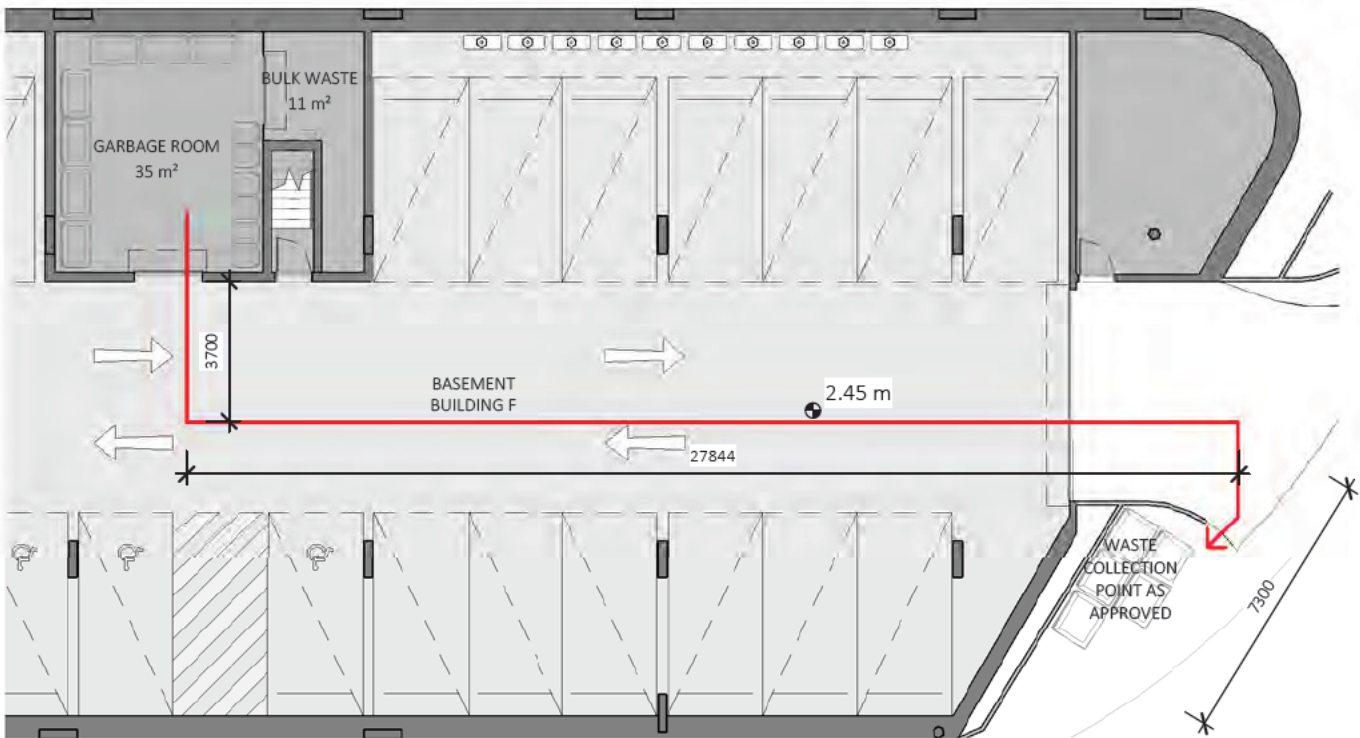 BULK WASTE
11 m²
GARBAGE ROOM
35 m²
3700
BASEMENT
BUILDING F
2.45 m
27844
WASTE
COLLECTION
POINT AS
APPROVED
7300